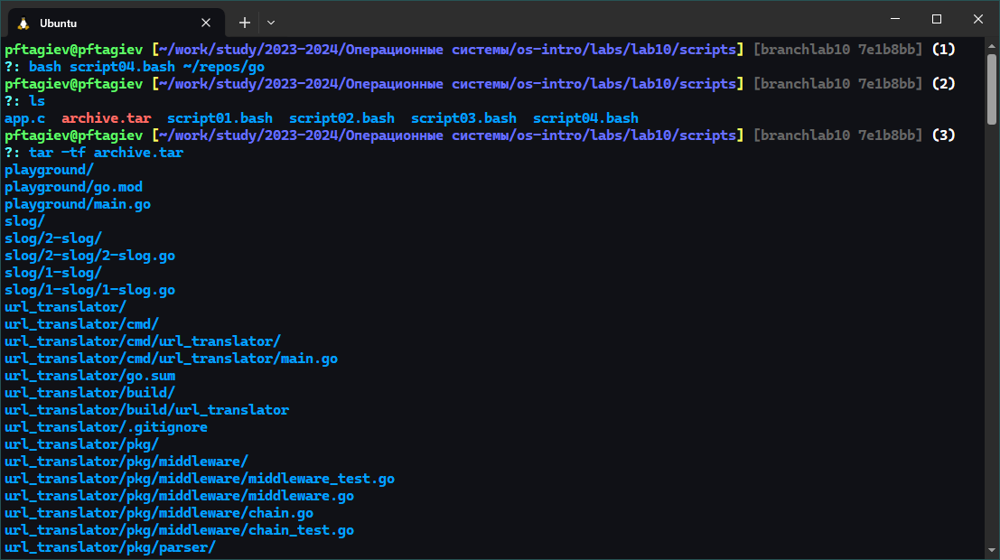 Ubuntu
pftagiev@pftagiev [~/work/study/2023-2024/Операционные системы/os-intro/labs/lab10/scripts] [branchlab10 7e1b8bb] (1)
?: bash script04.bash ~/repos/go
pftagiev@pftagiev [~/work/study/2023-2024/Операционные системы/os-intro/labs/lab10/scripts] [branchlab10 7e1b8bb] (2)
?: ls
app.c  archive.tar  script01.bash  script02.bash  script03.bash  script04.bash
pftagiev@pftagiev [~/work/study/2023-2024/Операционные системы/os-intro/labs/lab10/scripts] [branchlab10 7e1b8bb] (3)
?: tar -tf archive.tar
playground/
playground/go.mod
playground/main.go
slog/
slog/2-slog/
slog/2-slog/2-slog.go
slog/1-slog/
slog/1-slog/1-slog.go
url_translator/
url_translator/cmd/
url_translator/cmd/url_translator/
url_translator/cmd/url_translator/main.go
url_translator/go.sum
url_translator/build/
url_translator/build/url_translator
url_translator/.gitignore
url_translator/pkg/
url_translator/pkg/middleware/
url_translator/pkg/middleware/middleware_test.go
url_translator/pkg/middleware/middleware.go
url_translator/pkg/middleware/chain.go
url_translator/pkg/middleware/chain_test.go
url_translator/pkg/parser/